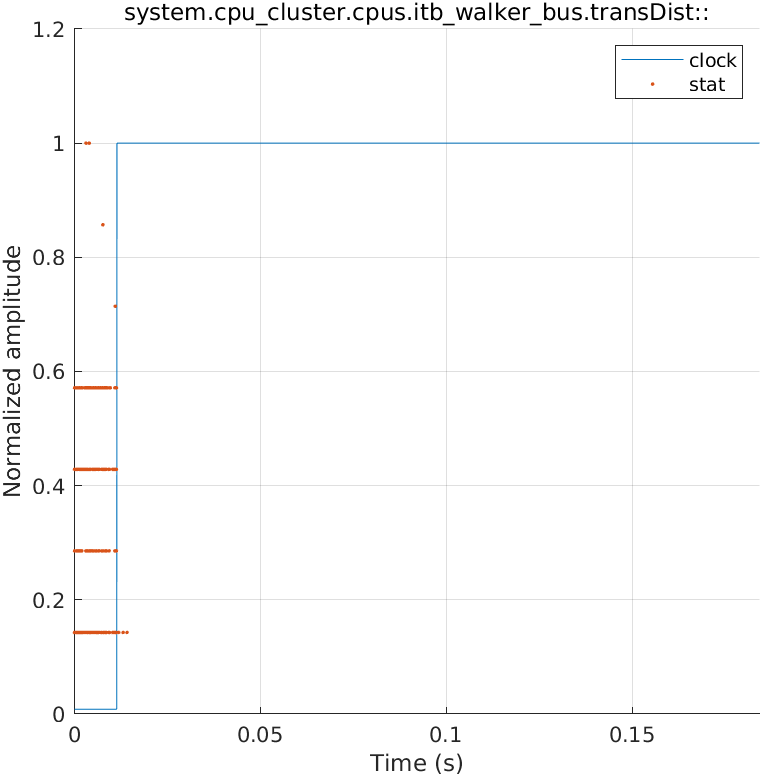 system.cpu_cluster.cpus.itb_walker_bus.transDist::
clock
stat
Normalized amplitude
1.2
1
0.8
0.6
0.4
0.2
0
0
0.05
0.1
0.15
Time (s)